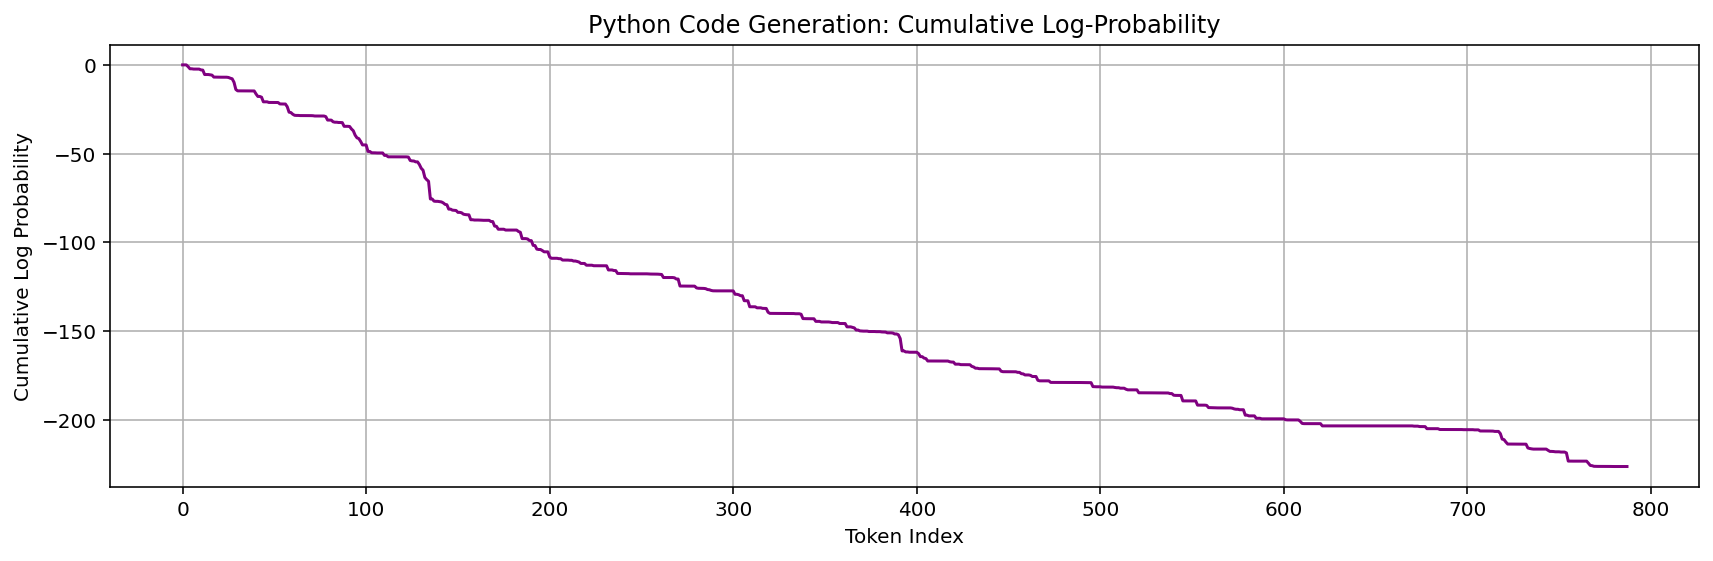 Python Code Generation: Cumulative Log-Probability
Cumulative Log Probability
0
−50
−100
−150
−200
0 100 200 300 400 500 600 700 800
Token Index